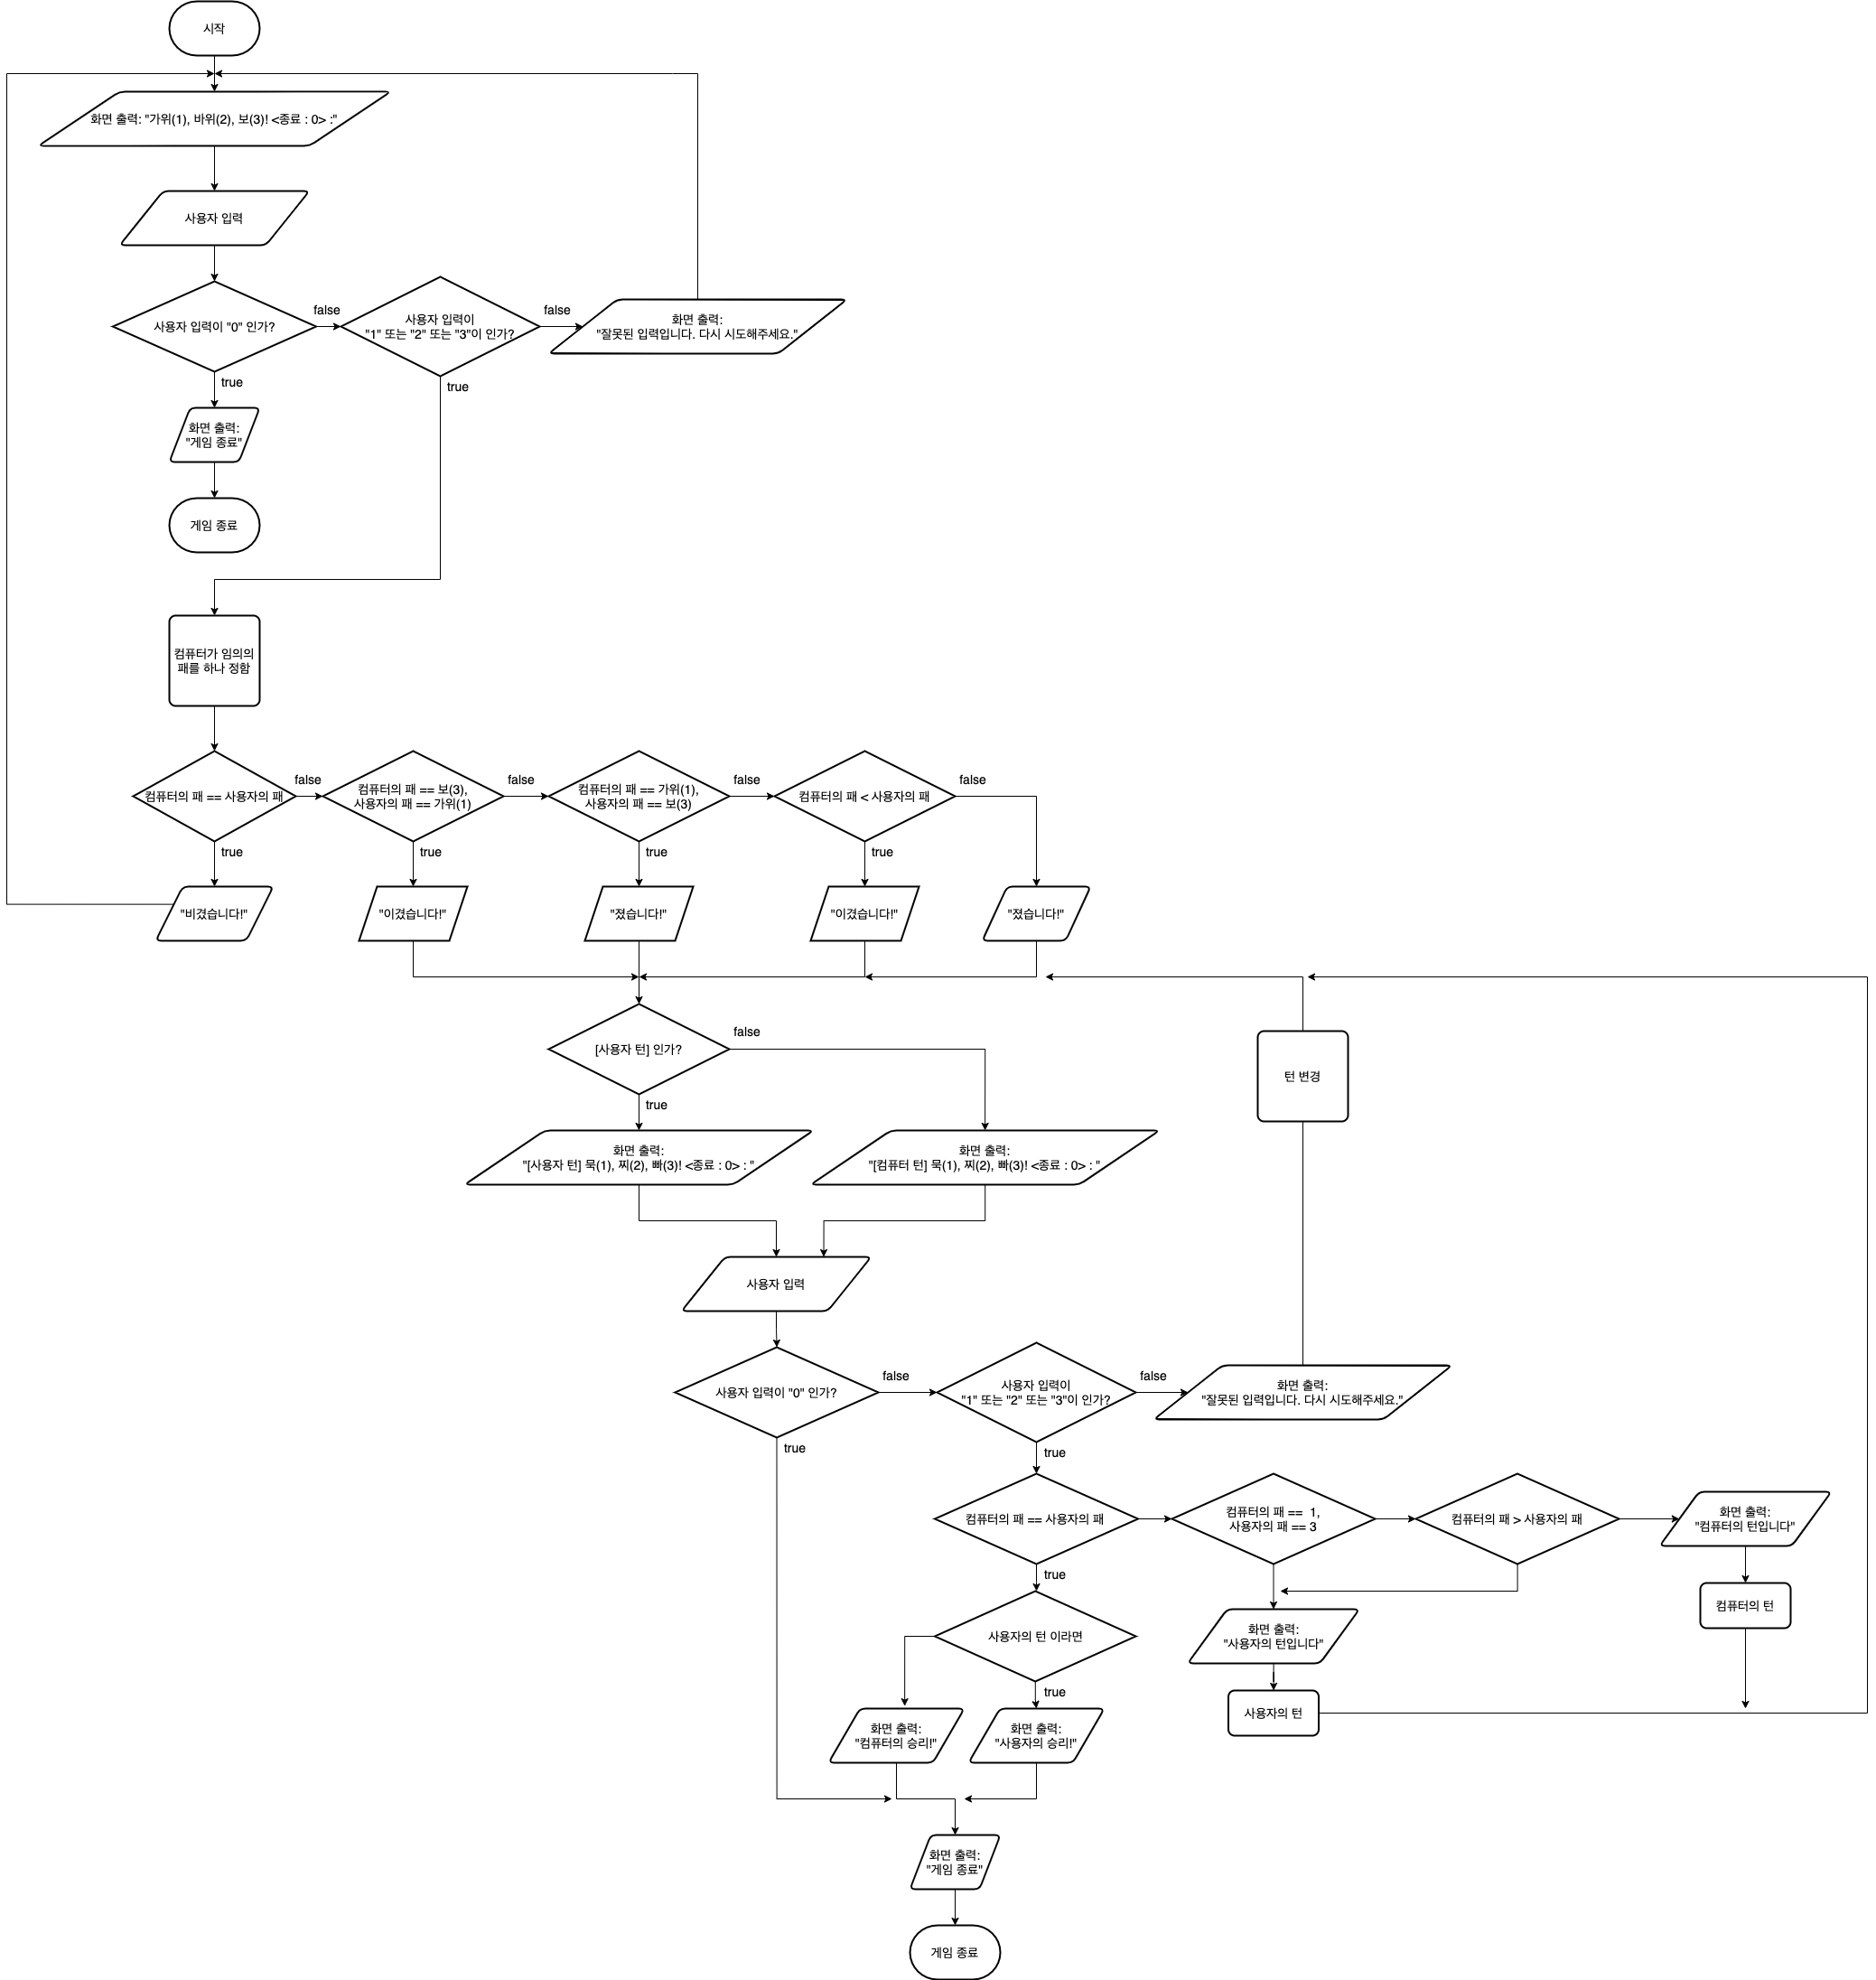 시작
화면 출력: "가위(1), 바위(2), 보(3)! <종료 : 0> :"
사용자 입력
사용자 입력이 "0" 인가?
false
사용자 입력이
"1" 또는 "2" 또는 "3"이 인가?
false
화면 출력:
"잘못된 입력입니다. 다시 시도해주세요."
true
true
화면 출력:
"게임 종료"
게임 종료
컴퓨터가 임의의
패를 하나 정함
컴퓨터의 패 == 사용자의 패
false
컴퓨터의 패 == 보(3),
사용자의 패 == 가위(1)
false
컴퓨터의 패 == 가위(1),
사용자의 패 == 보(3)
false
컴퓨터의 패 < 사용자의 패
false
true
true
true
true
"비겼습니다!"
"이겼습니다!"
"졌습니다!"
"이겼습니다!"
"졌습니다!"
[사용자 턴] 인가?
false
true
턴 변경
화면 출력:
"[사용자 턴] 묵(1), 찌(2), 빠(3)! <종료 : 0> : "
화면 출력:
"[컴퓨터 턴] 묵(1), 찌(2), 빠(3)! <종료 : 0> : "
사용자 입력
사용자 입력이 "0" 인가?
false
사용자 입력이
"1" 또는 "2" 또는 "3"이 인가?
false
화면 출력:
"잘못된 입력입니다. 다시 시도해주세요."
true
true
컴퓨터의 패 == 사용자의 패
컴퓨터의 패 == 1,
사용자의 패 == 3
컴퓨터의 패 > 사용자의 패
화면 출력:
"컴퓨터의 턴입니다"
true
컴퓨터의 턴
사용자의 턴 이라면
화면 출력:
"사용자의 턴입니다"
true
사용자의 턴
화면 출력:
"컴퓨터의 승리!"
화면 출력:
"사용자의 승리!"
화면 출력:
"게임 종료"
게임 종료